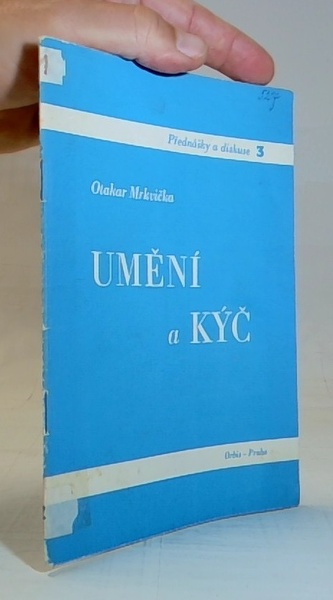 Přednášky a diskuse 3
Otakar Mrkvička
UMĚNÍ
a KÝČ
Orbis - Praha